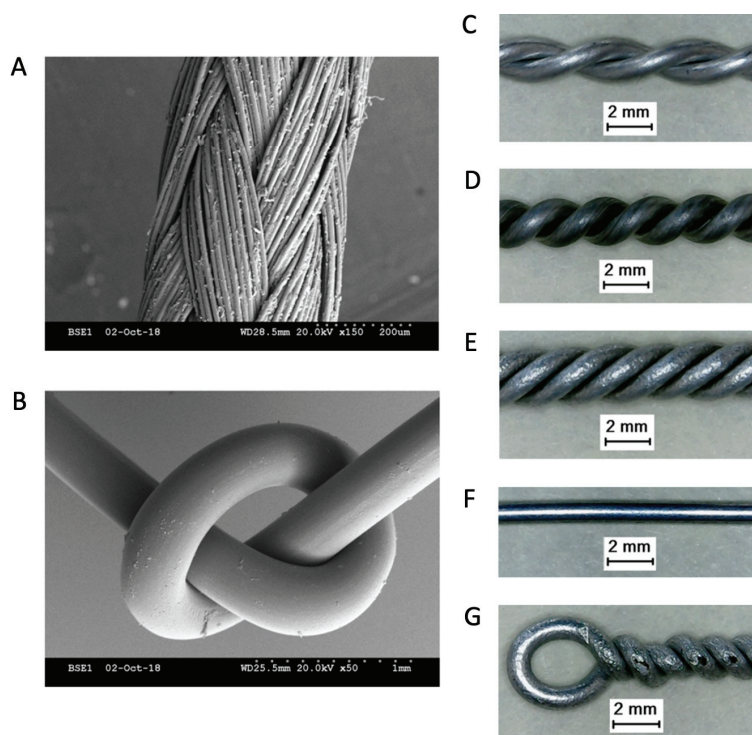 A
BSE1 02-Oct-18 WD28.5mm 20.0kV x150 200um
B
BSE1 02-Oct-18 WD25.5mm 20.0kV x50 1mm
C
2 mm
D
2 mm
E
2 mm
F
2 mm
G
2 mm